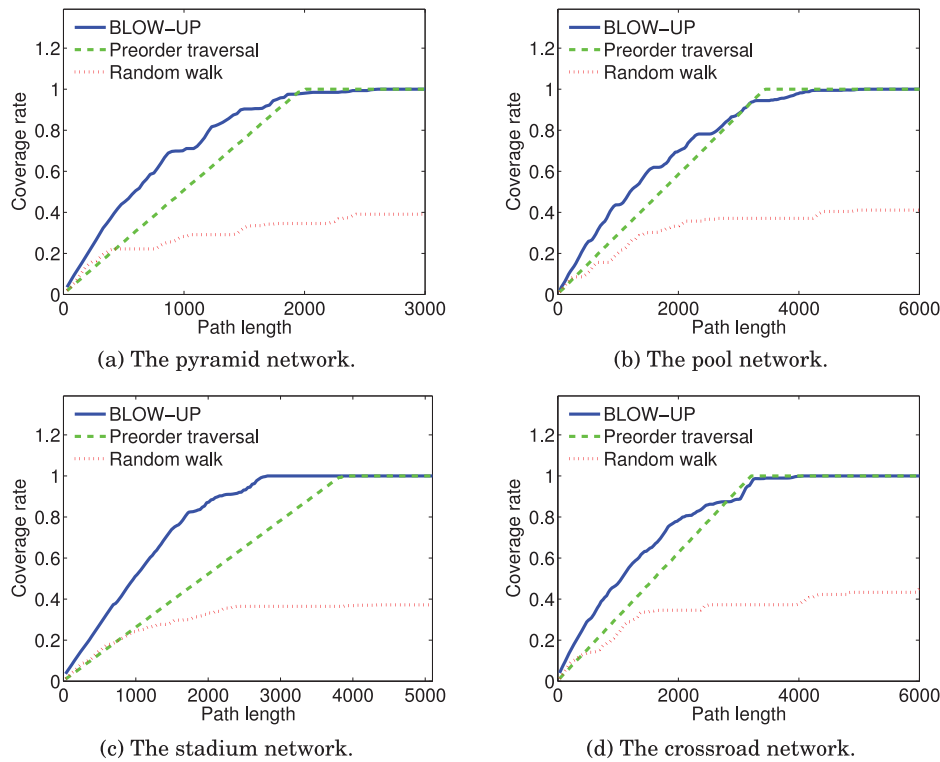 BLOW-UP
Preorder traversal
Random walk
1.2
1
0.8
0.6
0.4
0.2
0
Coverage rate
0 1000 2000 3000
Path length
(a) The pyramid network.
BLOW-UP
Preorder traversal
Random walk
1.2
1
0.8
0.6
0.4
0.2
0
Coverage rate
0 2000 4000 6000
Path length
(b) The pool network.
BLOW-UP
Preorder traversal
Random walk
1.2
1
0.8
0.6
0.4
0.2
0
Coverage rate
0 1000 2000 3000 4000 5000
Path length
(c) The stadium network.
BLOW-UP
Preorder traversal
Random walk
1.2
1
0.8
0.6
0.4
0.2
0
Coverage rate
0 2000 4000 6000
Path length
(d) The crossroad network.